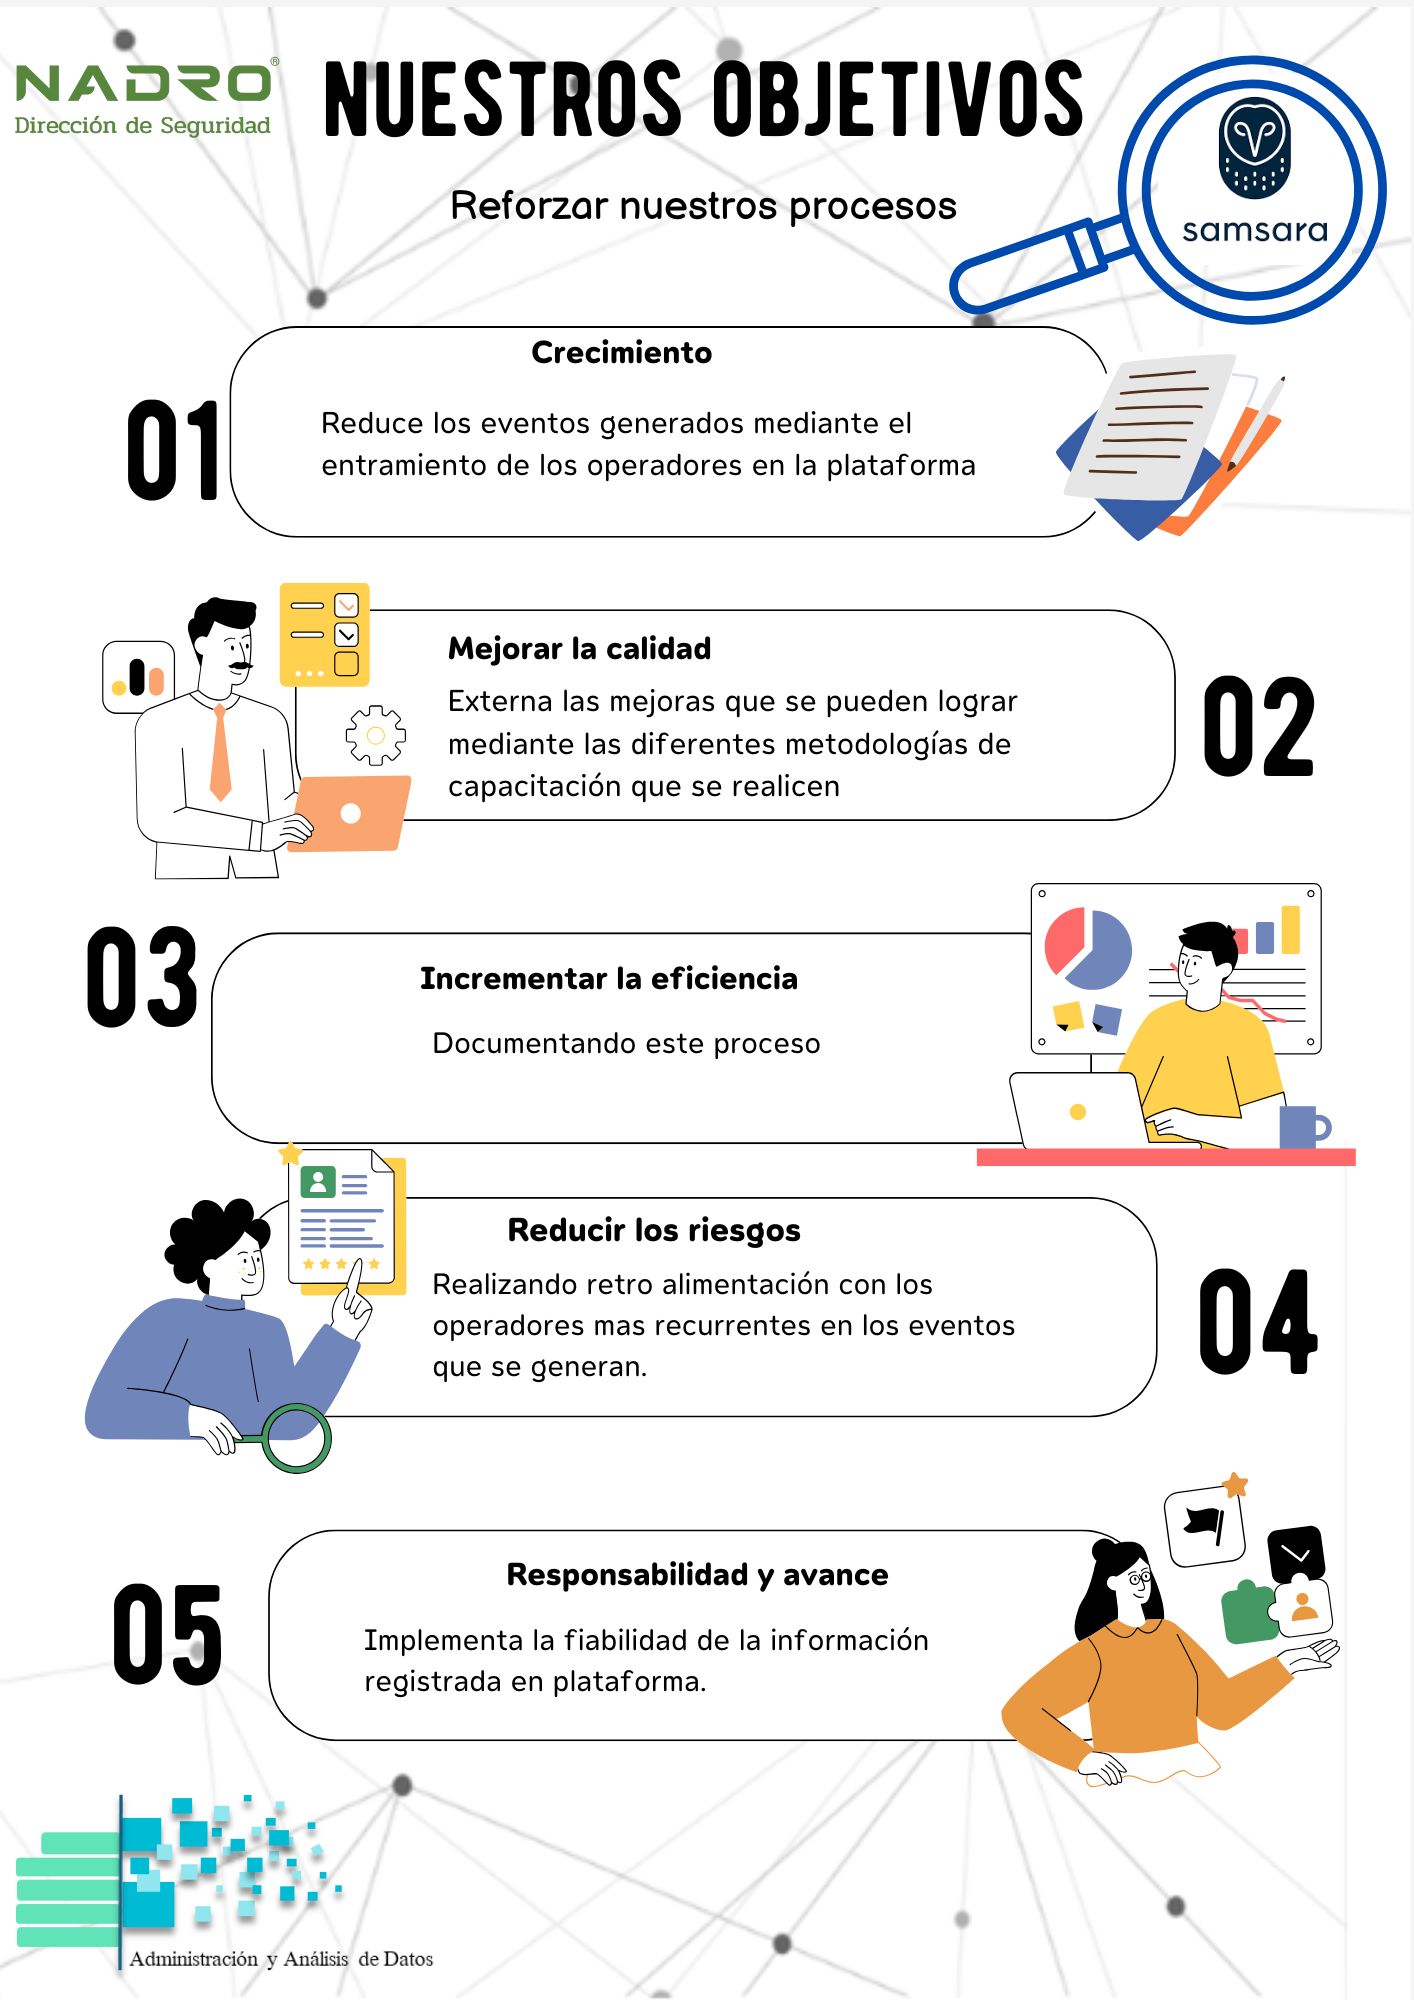 NADRO®
Dirección de Seguridad
NUESTROS OBJETIVOS
Reforzar nuestros procesos
samsara
01
Crecimiento
Reduce los eventos generados mediante el
entramiento de los operadores en la plataforma
Mejorar la calidad
Externa las mejoras que se pueden lograr
mediante las diferentes metodologías de
capacitación que se realicen
02
03
Incrementar la eficiencia
Documentando este proceso
Reducir los riesgos
Realizando retro alimentación con los
operadores mas recurrentes en los eventos
que se generan.
04
05
Responsabilidad y avance
Implementa la fiabilidad de la información
registrada en plataforma.
Administración y Análisis de Datos